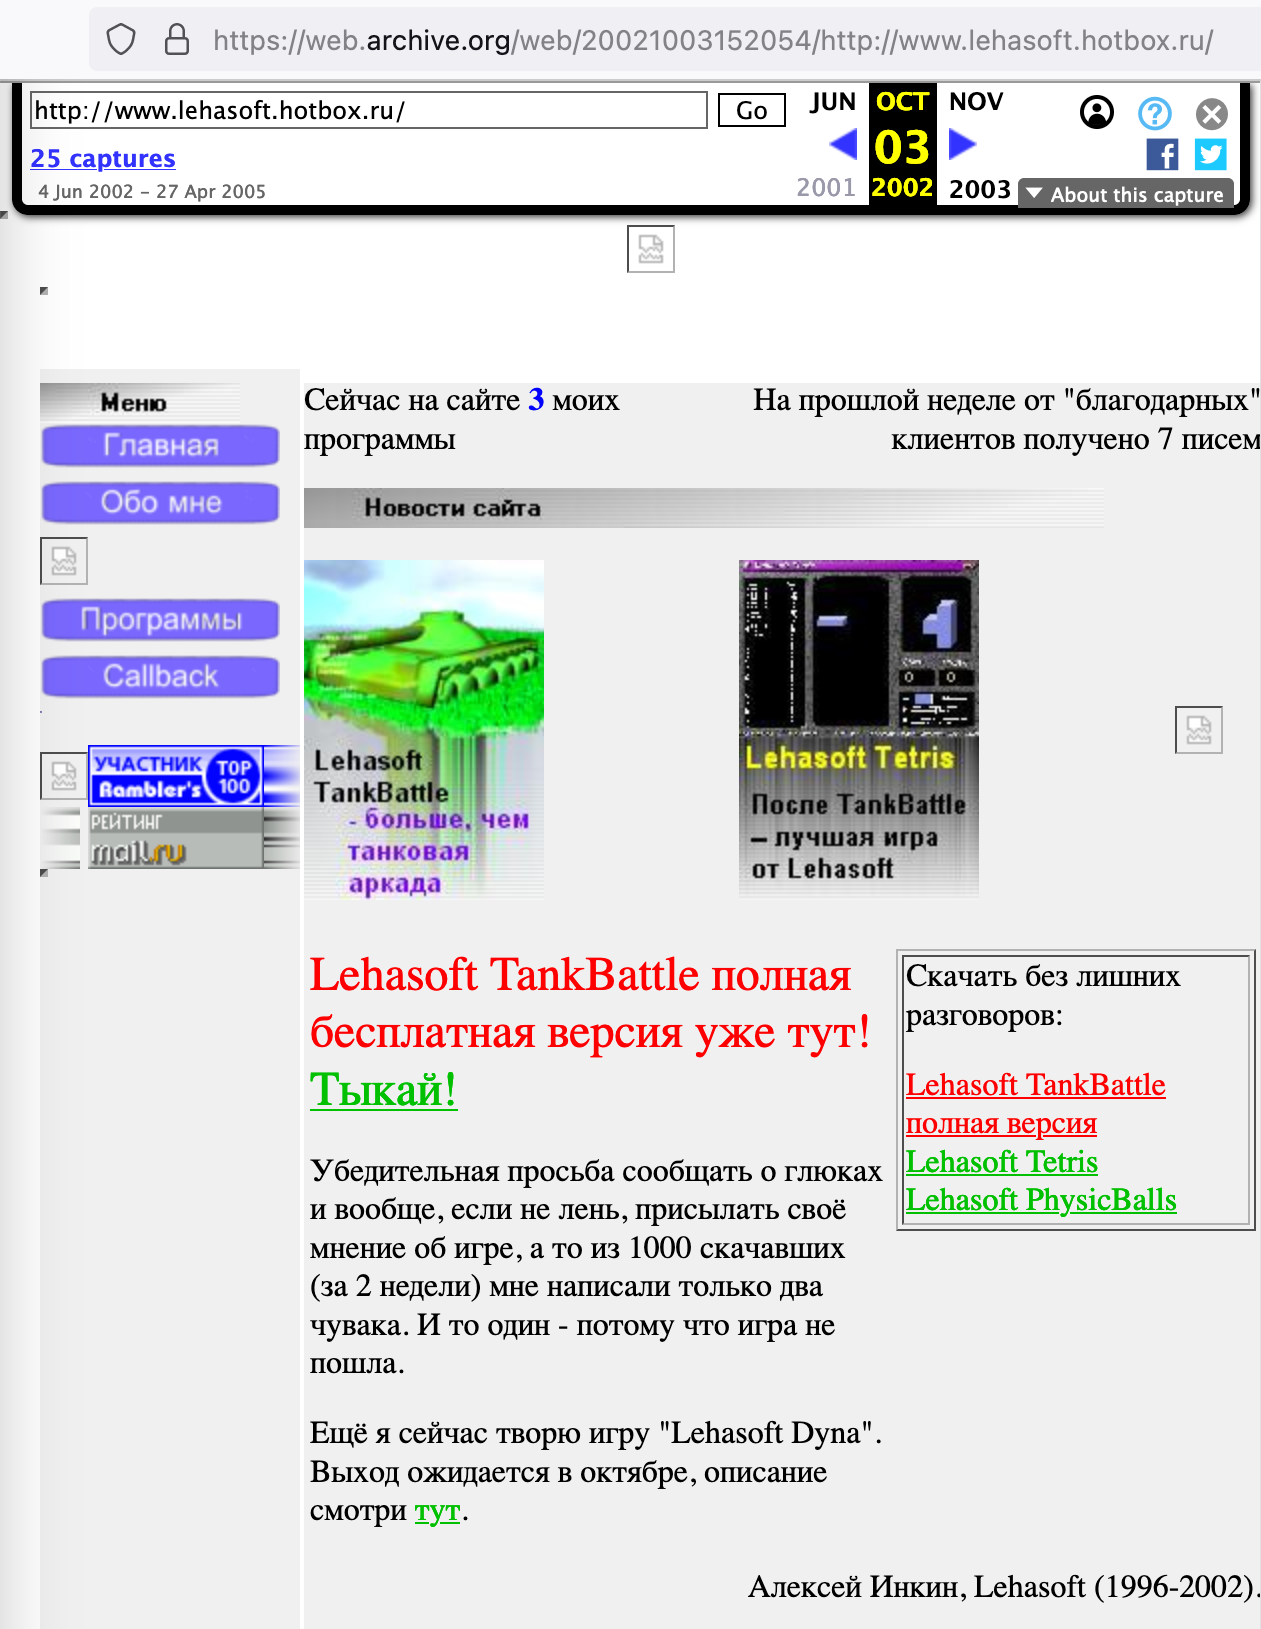 https://web.archive.org/web/20021003152054/http://www.lehasoft.hotbox.ru/
http://www.lehasoft.hotbox.ru/
Go
JUN OCT NOV
03
2001 2002 2003
25 captures
4 Jun 2002 – 27 Apr 2005
About this capture
Меню
Главная
Обо мне
Программы
Callback
УЧАСТНИК
Rambler's
TOP
100
РЕЙТИНГ
mail.ru
Сейчас на сайте 3 моих
программы
На прошлой неделе от "благодарных"
клиентов получено 7 писем
Новости сайта
Lehasoft
TankBattle
- больше, чем
танковая
аркада
Lehasoft Tetris
После TankBattle
– лучшая игра
от Lehasoft
Lehasoft TankBattle полная
бесплатная версия уже тут!
Тыкай!
Убедительная просьба сообщать о глюках
и вообще, если не лень, присылать своё
мнение об игре, а то из 1000 скачавших
(за 2 недели) мне написали только два
чувака. И то один - потому что игра не
пошла.
Ещё я сейчас творю игру "Lehasoft Dyna".
Выход ожидается в октябре, описание
смотри тут.
Скачать без лишних
разговоров:
Lehasoft TankBattle
полная версия
Lehasoft Tetris
Lehasoft PhysicBalls
Алексей Инкин, Lehasoft (1996-2002).